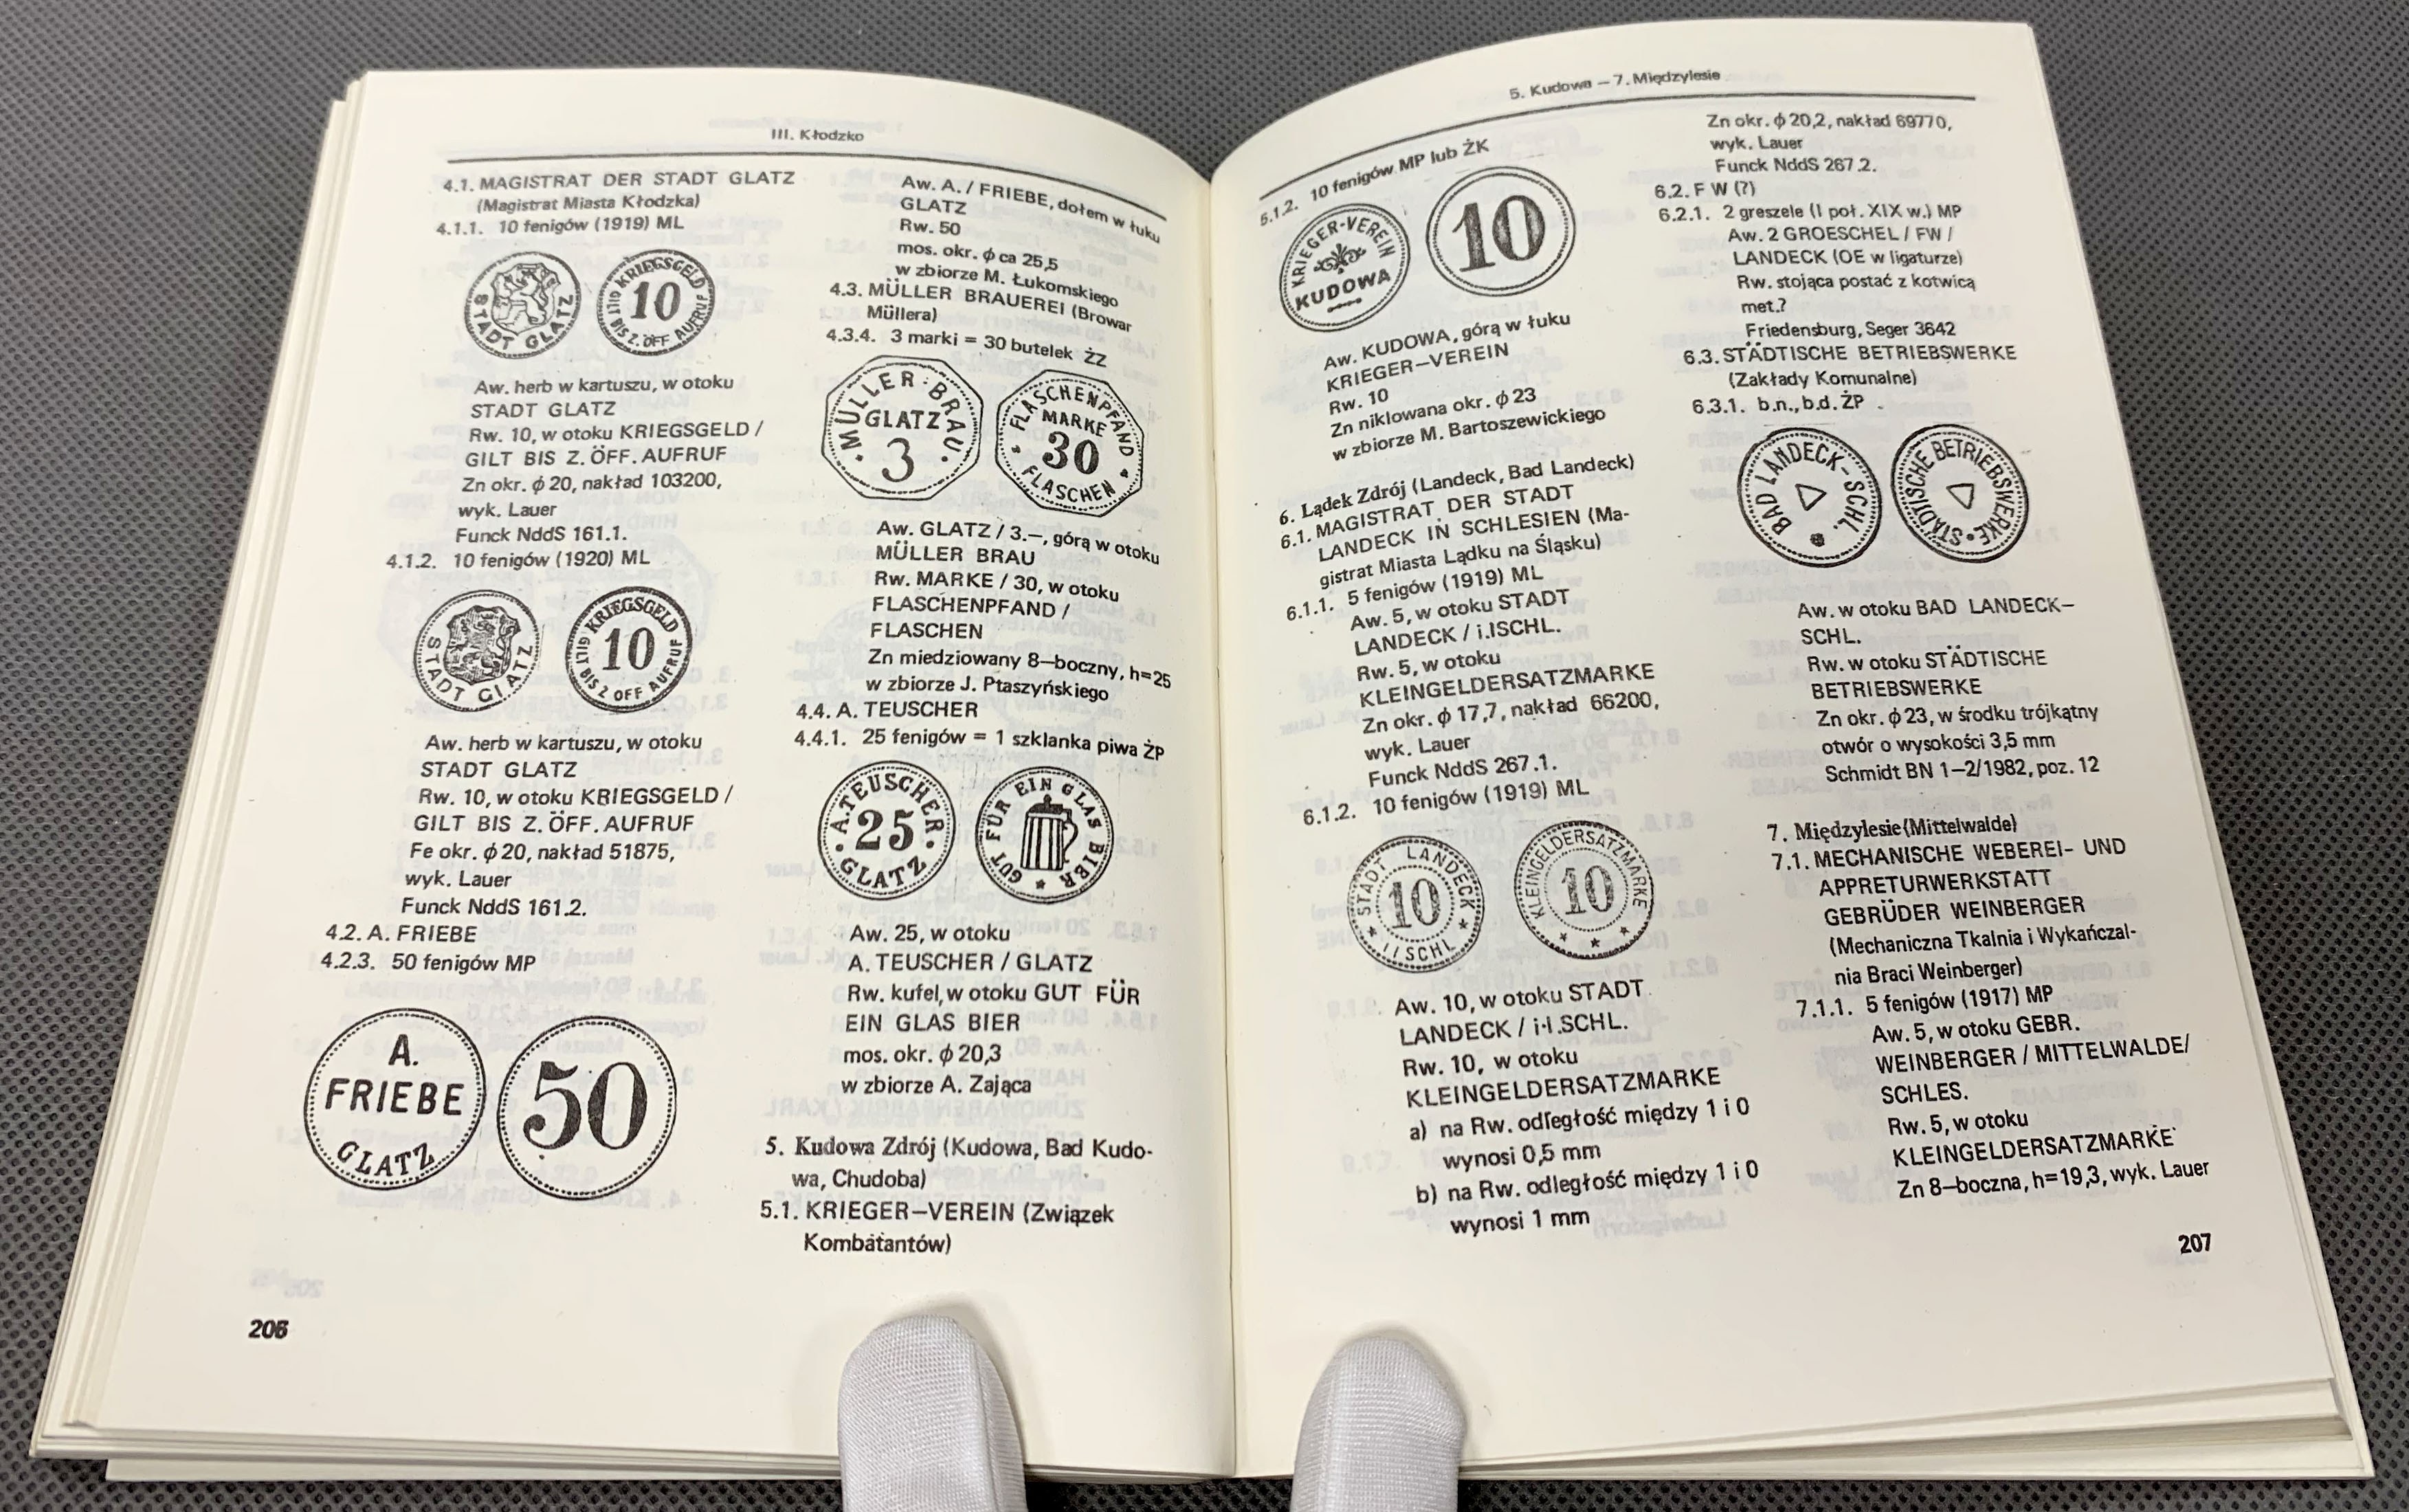 III. Kłodzko
4.1. MAGISTRAT DER STADT GLATZ
(Magistrat Miasta Kłodzka)
4.1.1. 10 fenigów (1919) ML
STADT GLATZ
KRIEGSGELD
10
GILT BIS Z. ÖFF. AUFRUF
Aw. herb w kartuszu, w otoku
STADT GLATZ
Rw. 10, w otoku KRIEGSGELD /
GILT BIS Z. ÖFF. AUFRUF
Zn okr. ϕ 20, nakład 103200,
wyk. Lauer
Funck NddS 161.1.
4.1.2. 10 fenigów (1920) ML
STADT GLATZ
KRIEGSGELD
10
GILT BIS Z OFF AUFRUF
Aw. herb w kartuszu, w otoku
STADT GLATZ
Rw. 10, w otoku KRIEGSGELD /
GILT BIS Z. ÖFF. AUFRUF
Fe okr. ϕ 20, nakład 51875,
wyk. Lauer
Funck NddS 161.2.
4.2. A. FRIEBE
4.2.3. 50 fenigów MP
A.
FRIEBE
GLATZ
50
206
Aw. A. / FRIEBE, dołem w łuku
GLATZ
Rw. 50
mos. okr. ϕ ca 25,5
w zbiorze M. Łukomskiego
4.3. MÜLLER BRAUEREI (Browar
Müllera)
4.3.4. 3 marki = 30 butelek ŻZ
MÜLLER BRAU
GLATZ
3
FLASCHENPFAND
MARKE
30
FLASCHEN
Aw. GLATZ / 3.–, górą w otoku
MÜLLER BRAU
Rw. MARKE / 30, w otoku
FLASCHENPFAND /
FLASCHEN
Zn miedziowany 8–boczny, h=25
w zbiorze J. Ptaszyńskiego
4.4. A. TEUSCHER
4.4.1. 25 fenigów = 1 szklanka piwa ŻP
A. TEUSCHER
25
GLATZ
GUT FÜR EIN GLAS BIER
Aw. 25, w otoku
A. TEUSCHER / GLATZ
Rw. kufel, w otoku GUT FÜR
EIN GLAS BIER
mos. okr. ϕ 20,3
w zbiorze A. Zająca
5. Kudowa Zdrój (Kudowa, Bad Kudo-
wa, Chudoba)
5.1. KRIEGER–VEREIN (Związek
Kombatantów)
5. Kudowa – 7. Międzylesie
5.1.2. 10 fenigów MP lub ŻK
KRIEGER-VEREIN
KUDOWA
10
Aw. KUDOWA, górą w łuku
KRIEGER–VEREIN
Rw. 10
Zn niklowana okr. ϕ 23
w zbiorze M. Bartoszewickiego
6. Lądek Zdrój (Landeck, Bad Landeck)
6.1. MAGISTRAT DER STADT
LANDECK IN SCHLESIEN (Ma-
gistrat Miasta Lądku na Śląsku)
6.1.1. 5 fenigów (1919) ML
Aw. 5, w otoku STADT
LANDECK / i.ISCHL.
Rw. 5, w otoku
KLEINGELDERSATZMARKE
Zn okr. ϕ 17,7, nakład 66200,
wyk. Lauer
Funck NddS 267.1.
6.1.2. 10 fenigów (1919) ML
STADT LANDECK
10
I I SCHL
KLEINGELDERSATZMARKE
10
Aw. 10, w otoku STADT
LANDECK / i·I.SCHL.
Rw. 10, w otoku
KLEINGELDERSATZMARKE
a) na Rw. odległość między 1 i 0
wynosi 0,5 mm
b) na Rw. odległość między 1 i 0
wynosi 1 mm
Zn okr. ϕ 20,2, nakład 69770,
wyk. Lauer
Funck NddS 267.2.
6.2. F W (?)
6.2.1. 2 greszele (I poł. XIX w.) MP
Aw. 2 GROESCHEL / FW /
LANDECK (OE w ligaturze)
Rw. stojąca postać z kotwicą
met.?
Friedensburg, Seger 3642
6.3. STÄDTISCHE BETRIEBSWERKE
(Zakłady Komunalne)
6.3.1. b.n., b.d. ŻP
BAD LANDECK-SCHL.
STÄDTISCHE BETRIEBSWERKE
Aw. w otoku BAD LANDECK–
SCHL.
Rw. w otoku STÄDTISCHE
BETRIEBSWERKE
Zn okr. ϕ 23, w środku trójkątny
otwór o wysokości 3,5 mm
Schmidt BN 1–2/1982, poz. 12
7. Międzylesie (Mittelwalde)
7.1. MECHANISCHE WEBEREI- UND
APPRETURWERKSTATT
GEBRÜDER WEINBERGER
(Mechaniczna Tkalnia i Wykańczal-
nia Braci Weinberger)
7.1.1. 5 fenigów (1917) MP
Aw. 5, w otoku GEBR.
WEINBERGER / MITTELWALDE/
SCHLES.
Rw. 5, w otoku
KLEINGELDERSATZMARKE
Zn 8–boczna, h=19,3, wyk. Lauer
207